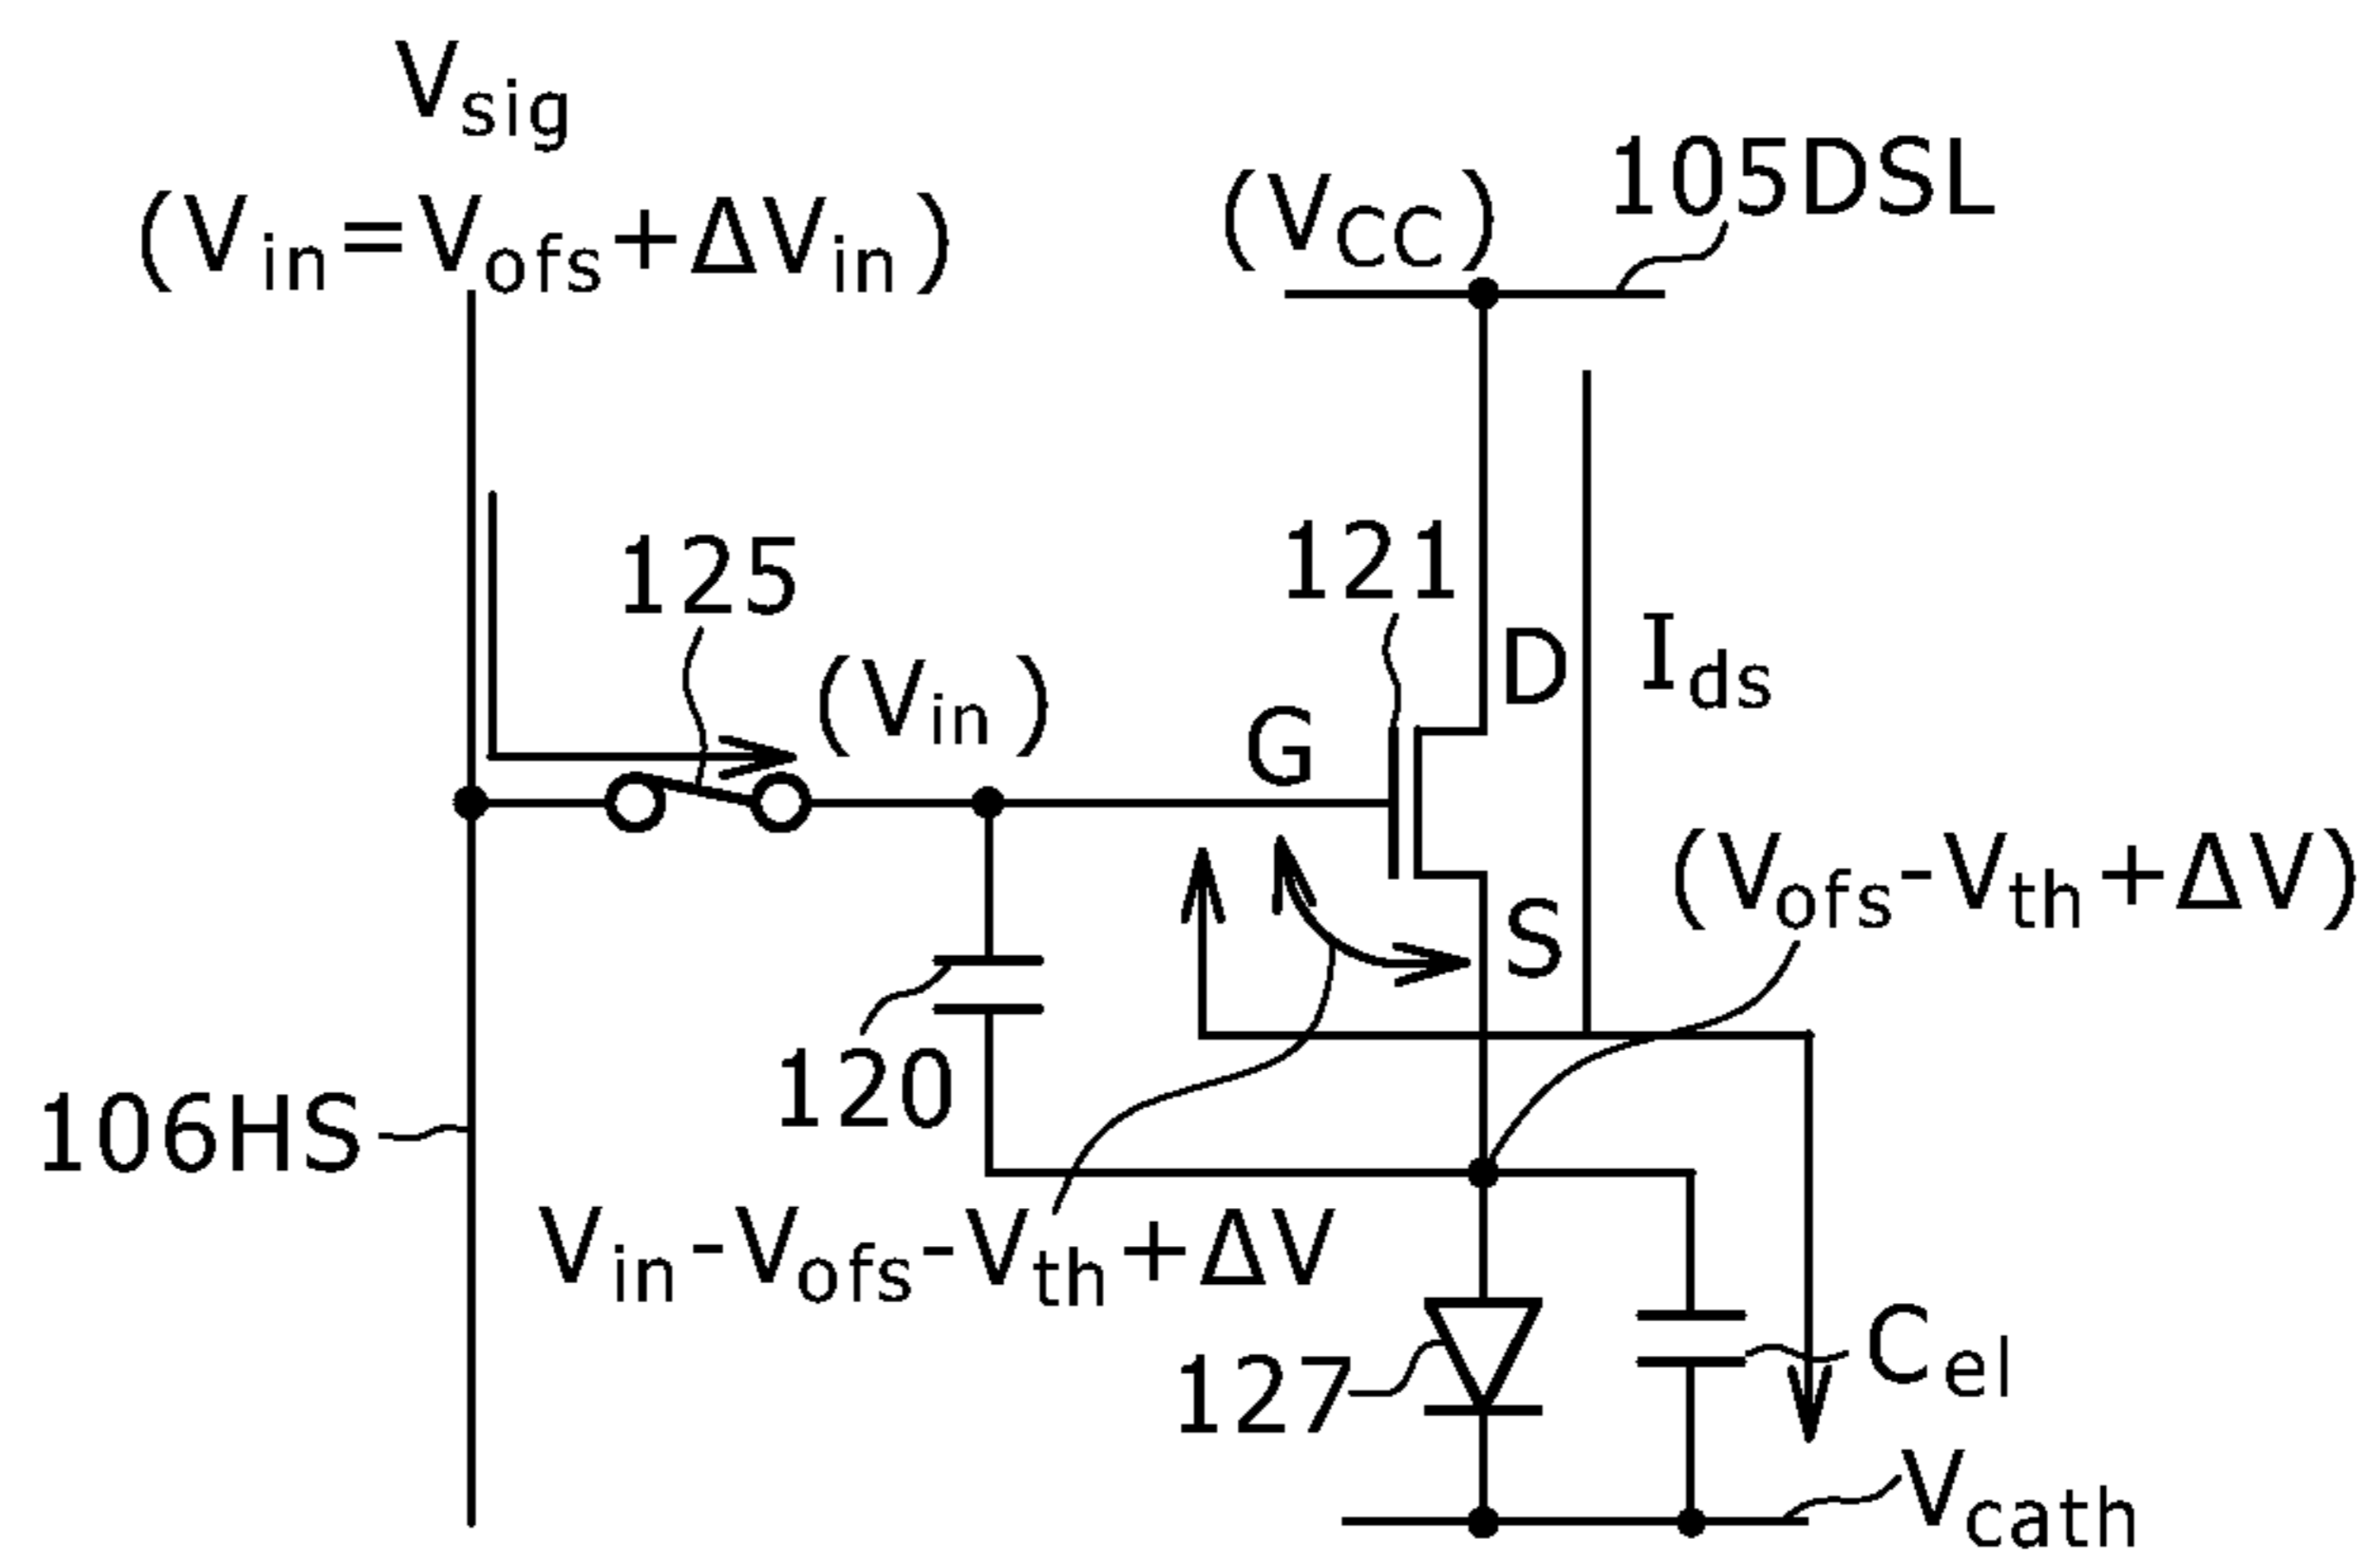 Vsig
(Vin=Vofs+ΔVin)
(VCC)
105DSL
125
121
(Vin)
G
D
Ids
S
(Vofs-Vth+ΔV)
120
106HS
Vin-Vofs-Vth+ΔV
127
Cel
Vcath